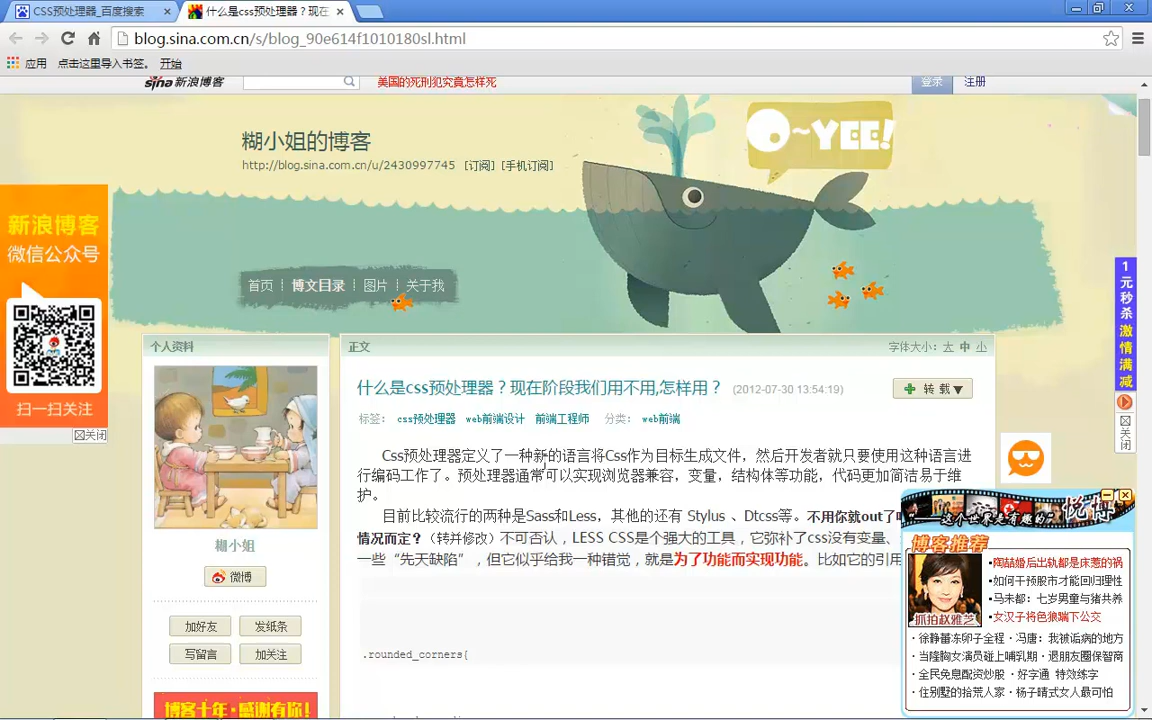 CSS预处理器_百度搜索
什么是css预处理器？现在
blog.sina.com.cn/s/blog_90e614f1010180sl.html
应用 点击这里导入书签。 开始
sina新浪博客
美国的死刑犯究竟怎样死
登录 注册
糊小姐的博客
http://blog.sina.com.cn/u/2430997745 [订阅] [手机订阅]
~YEE!
首页 博文目录 图片 关于我
新浪博客
微信公众号
扫一扫关注
关闭
1元秒杀激情满减
关闭
个人资料
糊小姐
微博
加好友 发纸条
写留言 加关注
博客十年·感谢有你!
正文
字体大小：大 中 小
什么是css预处理器？现在阶段我们用不用,怎样用？ (2012-07-30 13:54:19)
转载▼
标签： css预处理器 web前端设计 前端工程师 分类： web前端
Css预处理器定义了一种新的语言将Css作为目标生成文件，然后开发者就只要使用这种语言进
行编码工作了。预处理器通常可以实现浏览器兼容，变量，结构体等功能，代码更加简洁易于维
护。
目前比较流行的两种是Sass和Less，其他的还有 Stylus 、Dtcss等。不用你就out了
情况而定？（转并修改）不可否认，LESS CSS是个强大的工具，它弥补了css没有变量、
一些“先天缺陷”，但它似乎给我一种错觉，就是为了功能而实现功能。比如它的引用
.rounded_corners{
这个世界是有趣的
悦博
博客推荐
抓拍赵雅芝
陶喆婚后出轨都是床惹的祸
如何干预股市才能回归理性
马未都：七岁男童与猪共养
女汉子将色狼踹下公交
徐静蕾冻卵子全程·冯唐：我被诟病的地方
当隆胸女演员碰上哺乳期·退朋友圈保智商
全民免息配资炒股 · 好字通 特效练字
住别墅的拾荒人家·杨子晴式女人最可怕